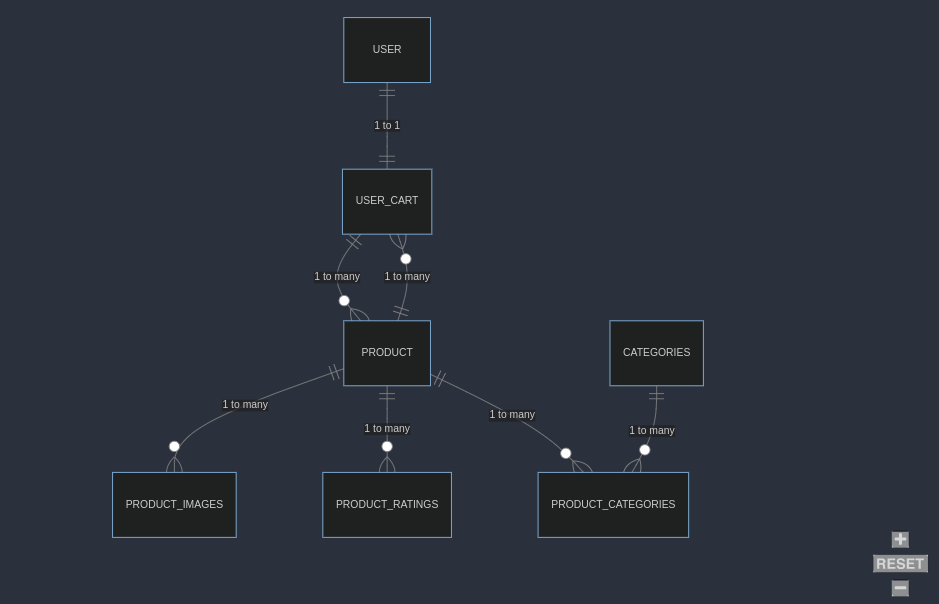 USER
1 to 1
USER_CART
1 to many
1 to many
PRODUCT
CATEGORIES
1 to many
1 to many
1 to many
1 to many
PRODUCT_IMAGES
PRODUCT_RATINGS
PRODUCT_CATEGORIES
RESET